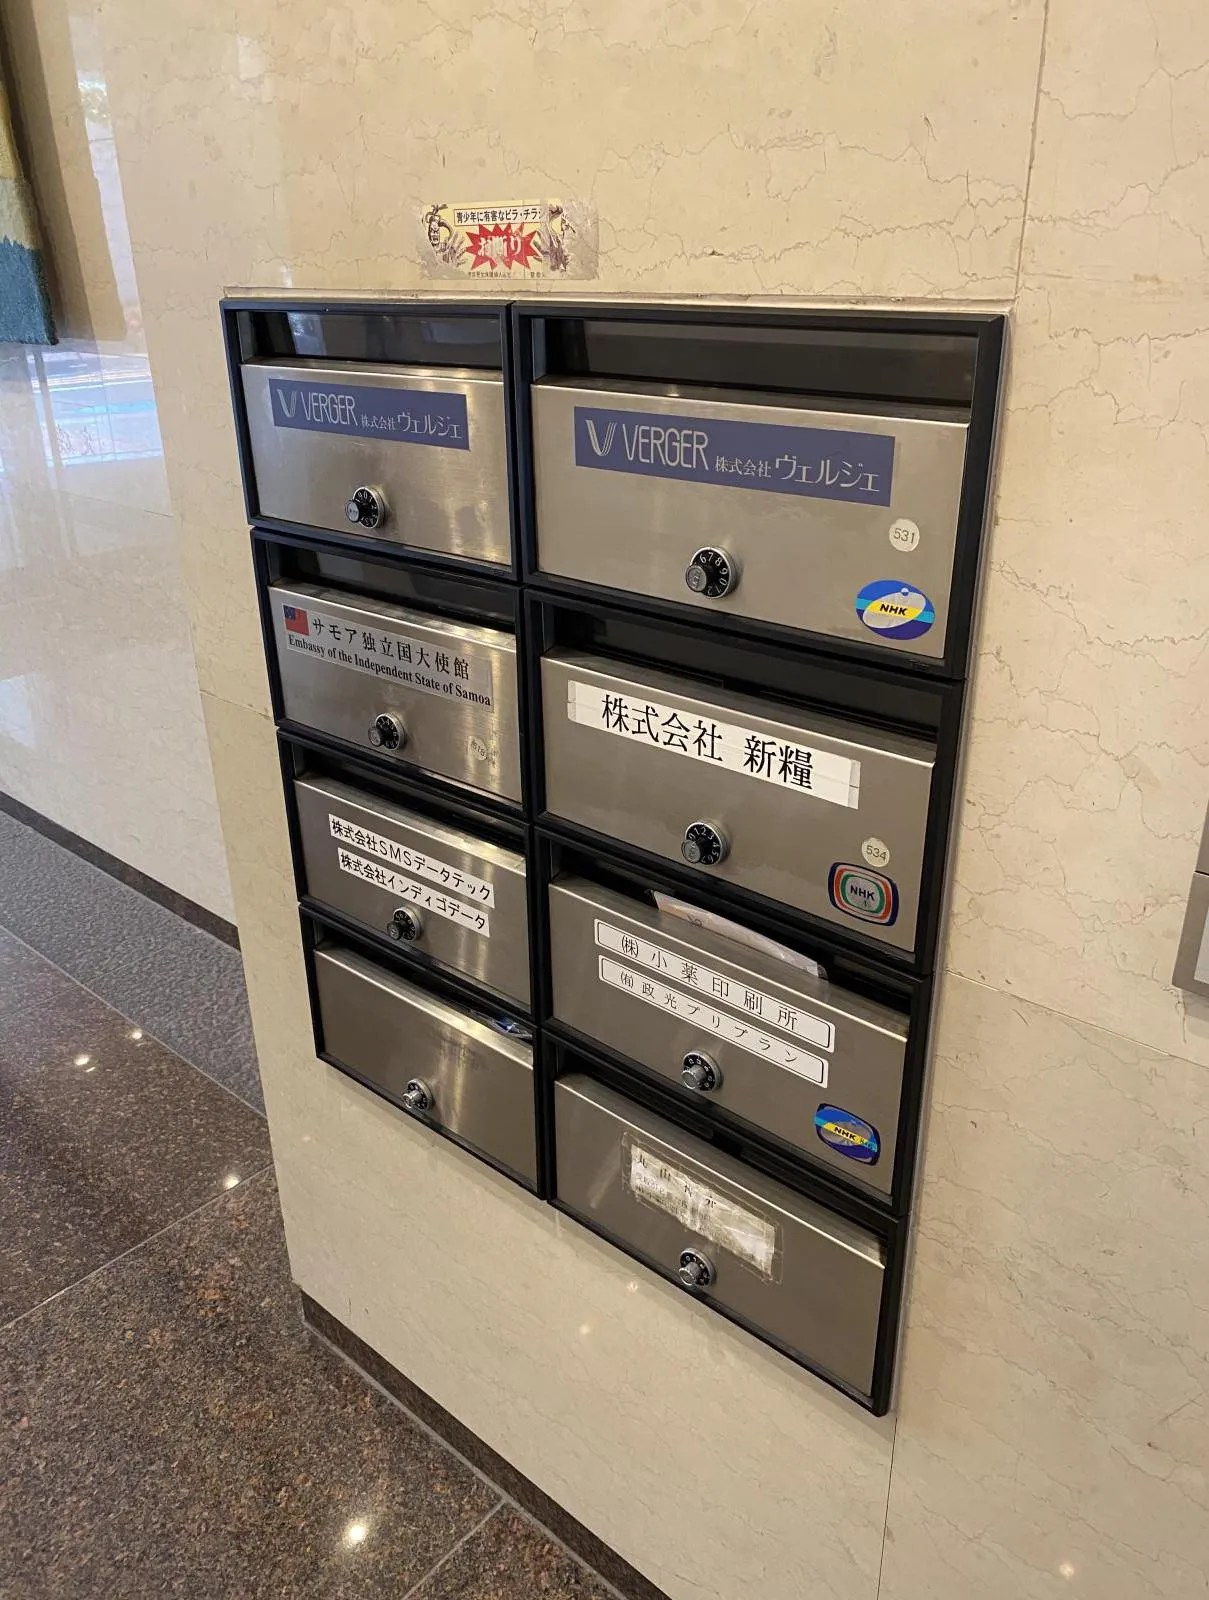 青少年に有害なビラ・チラシ
お断り
VERGER 株式会社ヴェルジェ
VERGER 株式会社ヴェルジェ
531
NHK
サモア独立国大使館
Embassy of the Independent State of Samoa
株式会社 新糧
534
NHK
株式会社SMSデータテック
株式会社インディゴデータ
(株) 小薬印刷所
(有) 政光プリプラン
NHK
丸山